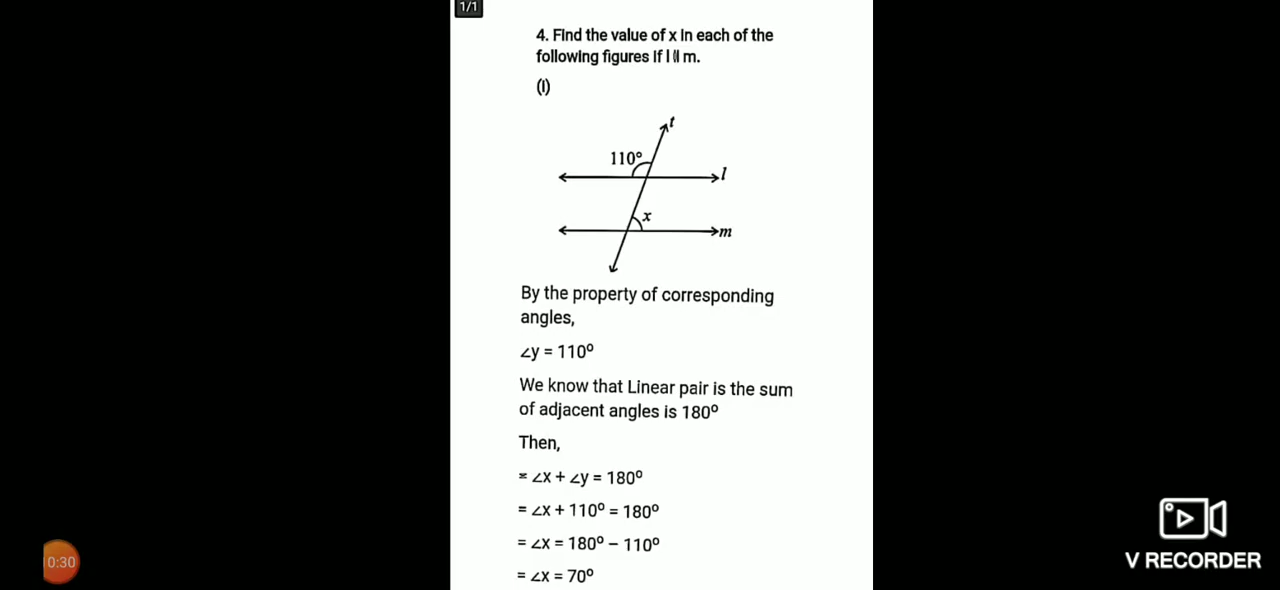 1/1
4. Find the value of x in each of the
following figures if l ǁ m.
(i)
t
110°
l
x
m
By the property of corresponding
angles,
∠y = 110°
We know that Linear pair is the sum
of adjacent angles is 180°
Then,
= ∠x + ∠y = 180°
= ∠x + 110° = 180°
= ∠x = 180° – 110°
= ∠x = 70°
0:30
V RECORDER